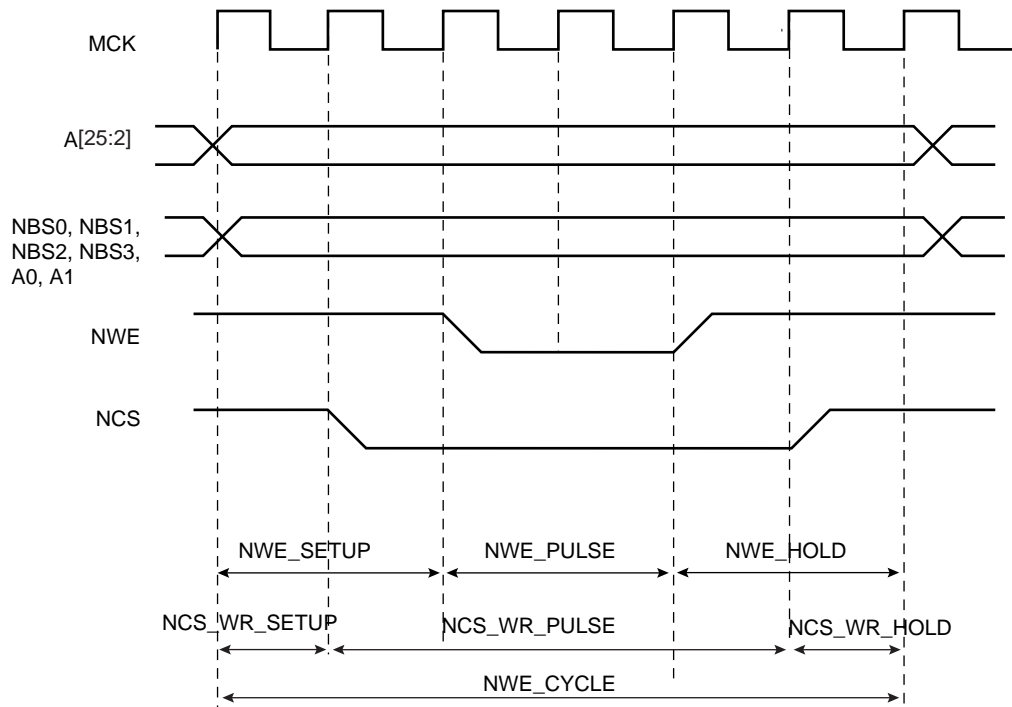 MCK
A[25:2]
NBS0, NBS1,
NBS2, NBS3,
A0, A1
NWE
NCS
NWE_SETUP
NWE_PULSE
NWE_HOLD
NCS_WR_SETUP
NCS_WR_PULSE
NCS_WR_HOLD
NWE_CYCLE